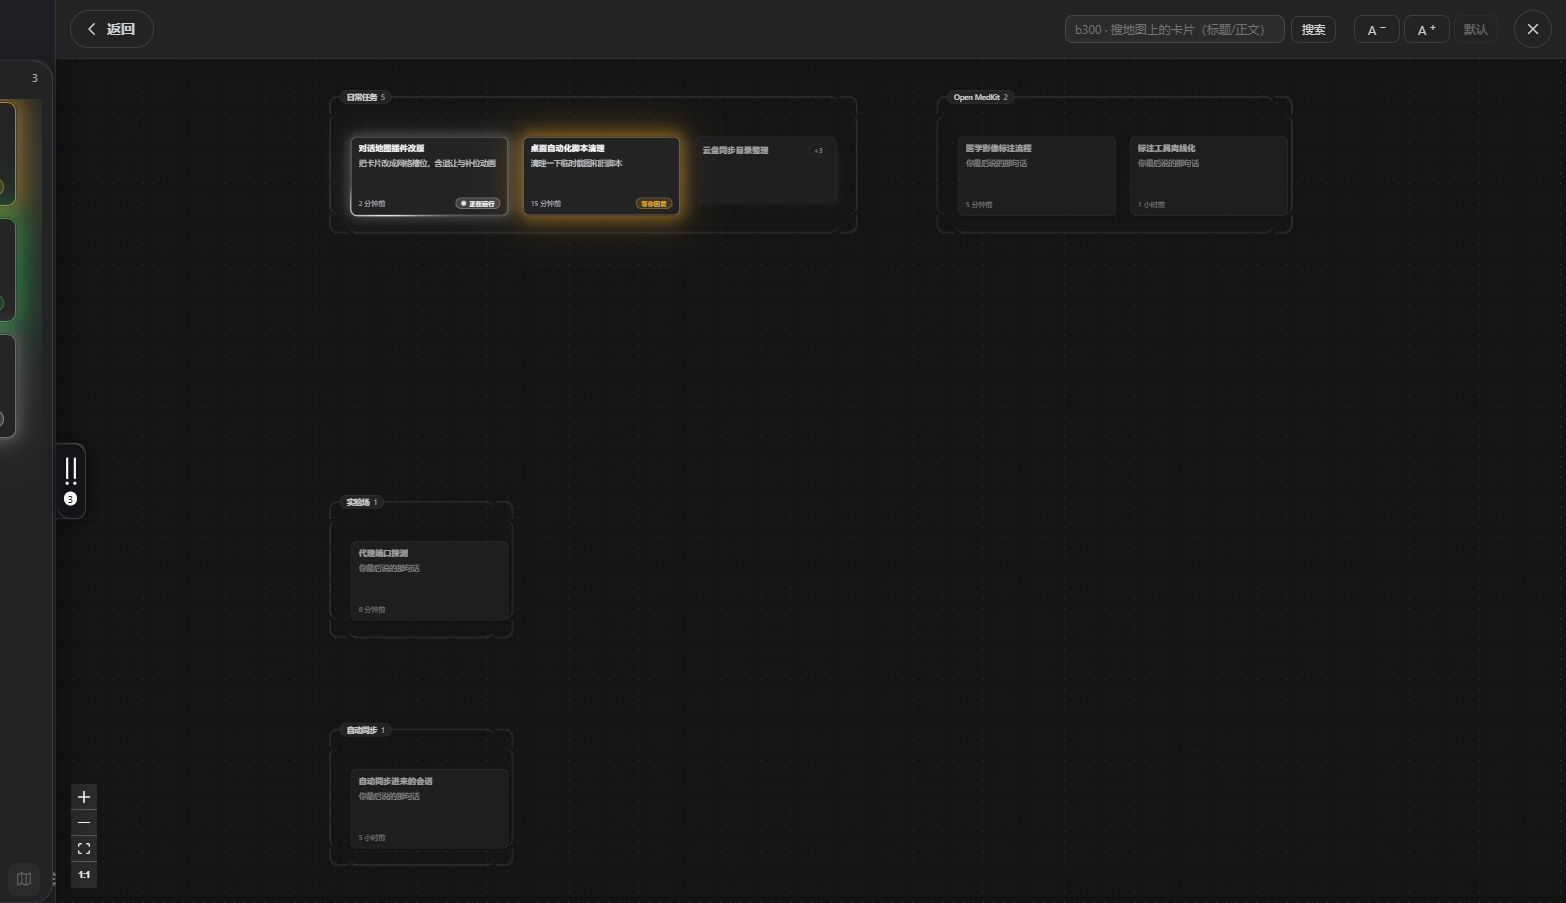 返回
b300 · 搜地图上的卡片（标题/正文）
搜索
A⁻
A⁺
默认
3
日常任务 5
对话地图插件改版
把卡片改成网格槽位，含退让与补位动画
2 分钟前
正在运行
桌面自动化脚本清理
清理一下临时截图和旧脚本
15 分钟前
等你回复
云盘同步目录整理
+3
Open MedKit 2
医学影像标注流程
你最后说的那句话
5 分钟前
标注工具离线化
你最后说的那句话
1 小时前
3
实验场 1
代理端口探测
你最后说的那句话
8 分钟前
自动同步 1
自动同步进来的会话
你最后说的那句话
5 小时前
1:1